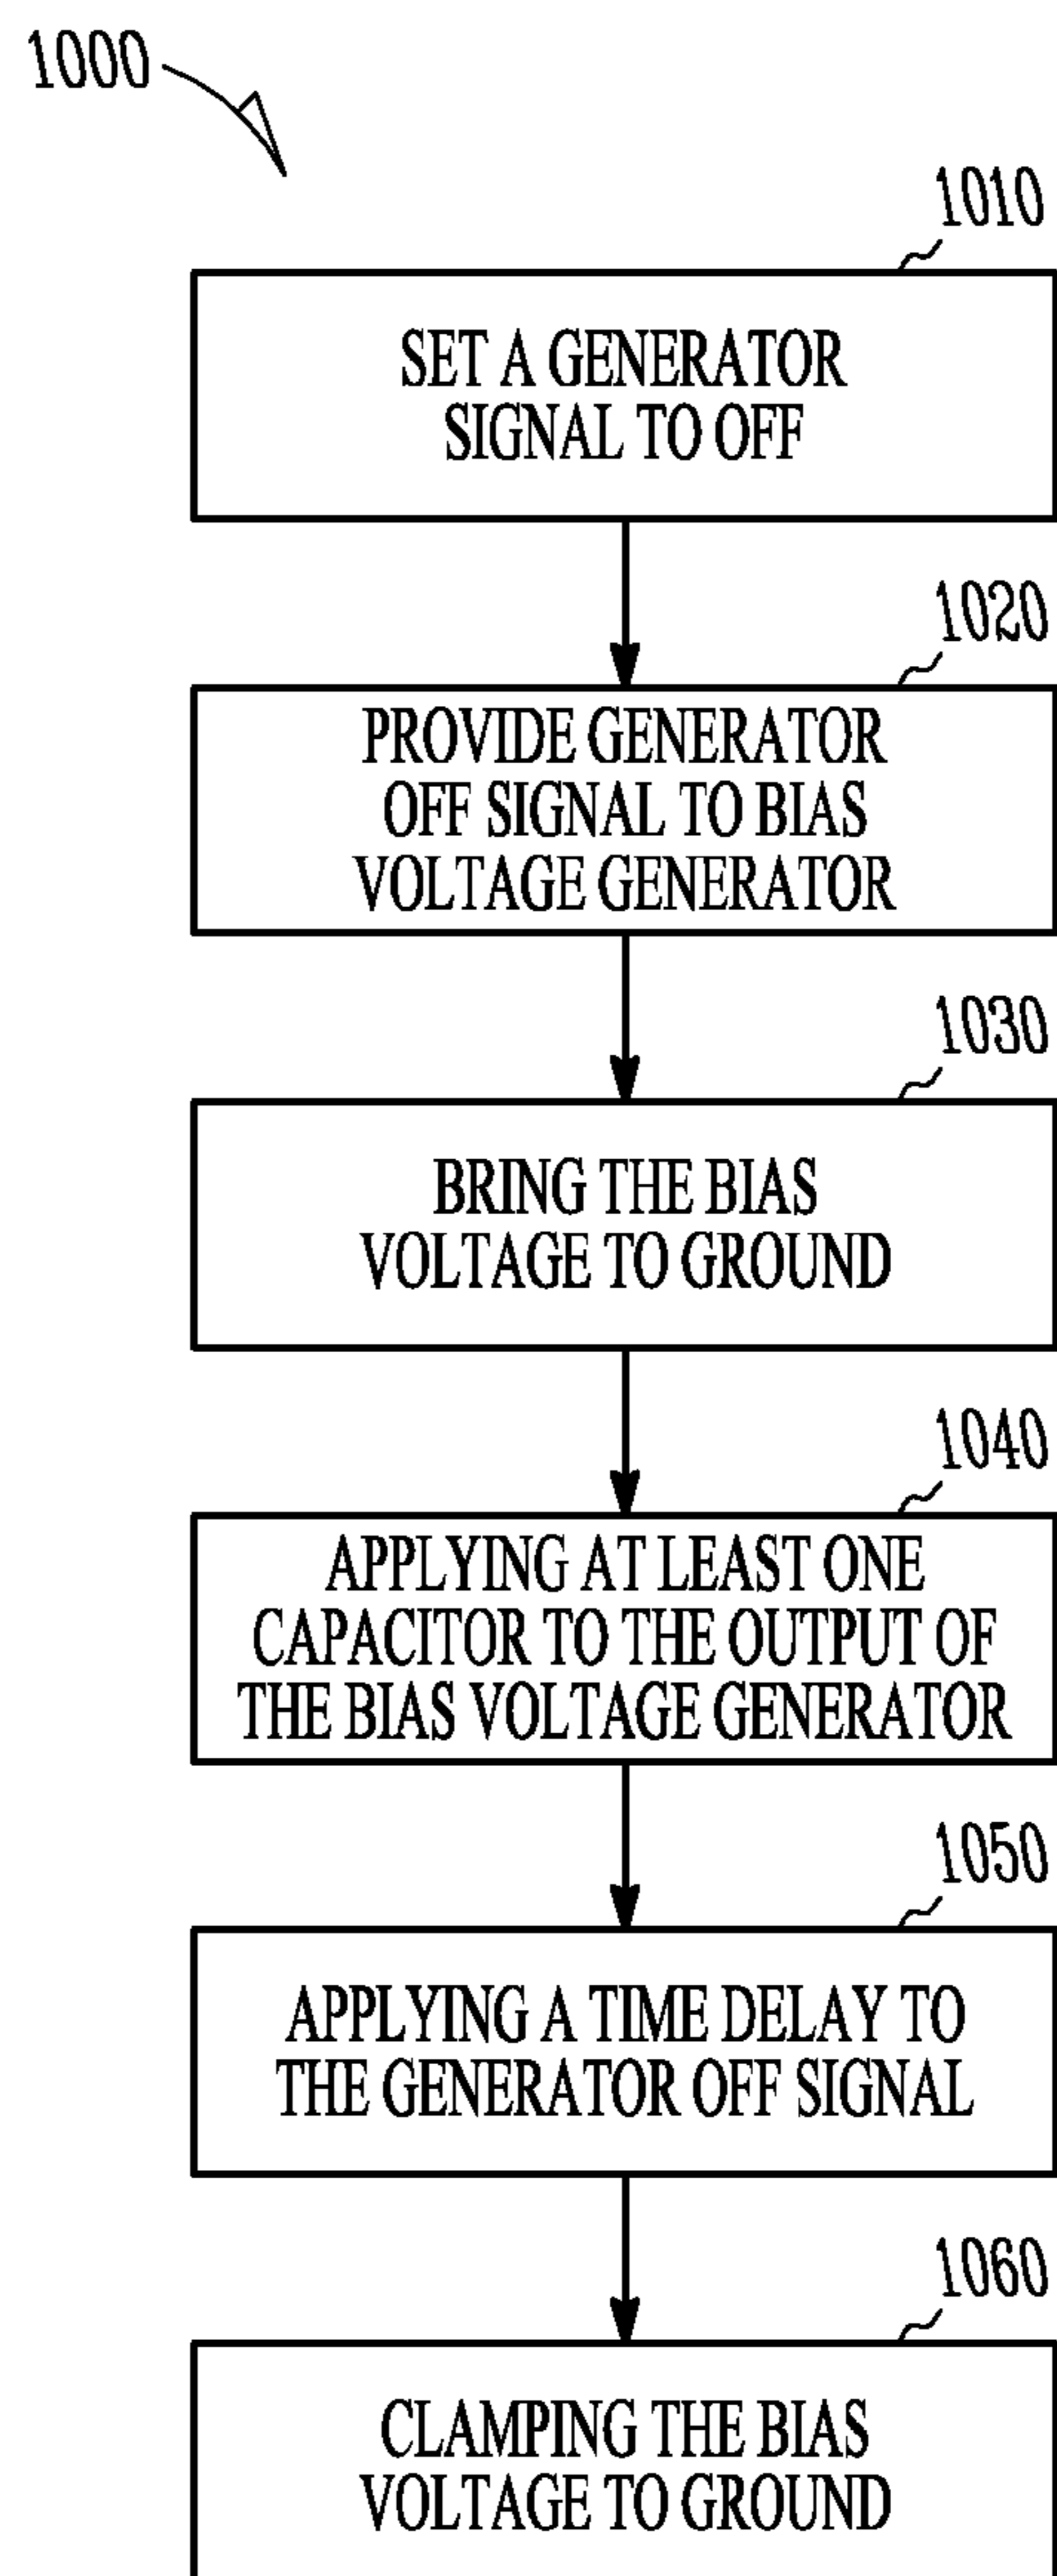 1000
1010
SET A GENERATOR
SIGNAL TO OFF
1020
PROVIDE GENERATOR
OFF SIGNAL TO BIAS
VOLTAGE GENERATOR
1030
BRING THE BIAS
VOLTAGE TO GROUND
1040
APPLYING AT LEAST ONE
CAPACITOR TO THE OUTPUT OF
THE BIAS VOLTAGE GENERATOR
1050
APPLYING A TIME DELAY TO
THE GENERATOR OFF SIGNAL
1060
CLAMPING THE BIAS
VOLTAGE TO GROUND